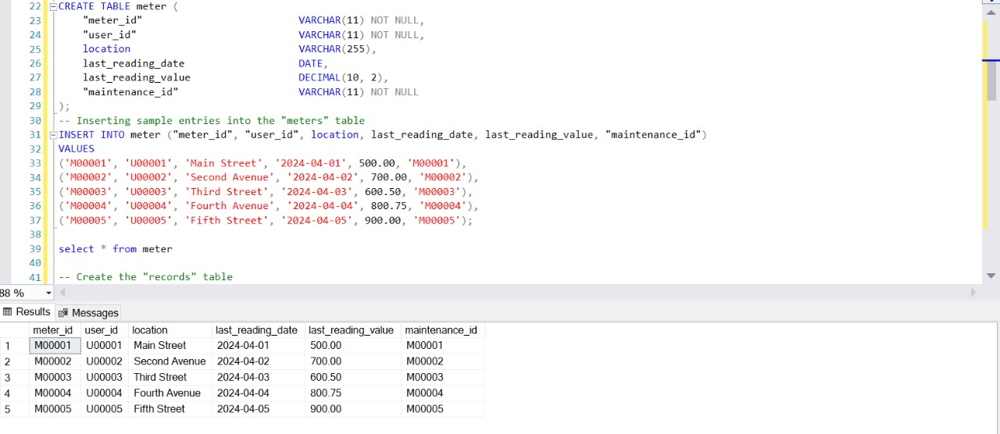 22 CREATE TABLE meter (
23 "meter_id" VARCHAR(11) NOT NULL,
24 "user_id" VARCHAR(11) NOT NULL,
25 location VARCHAR(255),
26 last_reading_date DATE,
27 last_reading_value DECIMAL(10, 2),
28 "maintenance_id" VARCHAR(11) NOT NULL
29 );
30 -- Inserting sample entries into the "meters" table
31 INSERT INTO meter ("meter_id", "user_id", location, last_reading_date, last_reading_value, "maintenance_id")
32 VALUES
33 ('M00001', 'U00001', 'Main Street', '2024-04-01', 500.00, 'M00001'),
34 ('M00002', 'U00002', 'Second Avenue', '2024-04-02', 700.00, 'M00002'),
35 ('M00003', 'U00003', 'Third Street', '2024-04-03', 600.50, 'M00003'),
36 ('M00004', 'U00004', 'Fourth Avenue', '2024-04-04', 800.75, 'M00004'),
37 ('M00005', 'U00005', 'Fifth Street', '2024-04-05', 900.00, 'M00005');
38
39 select * from meter
40
41 -- Create the "records" table
88 %
Results Messages
meter_id user_id location last_reading_date last_reading_value maintenance_id
1 M00001 U00001 Main Street 2024-04-01 500.00 M00001
2 M00002 U00002 Second Avenue 2024-04-02 700.00 M00002
3 M00003 U00003 Third Street 2024-04-03 600.50 M00003
4 M00004 U00004 Fourth Avenue 2024-04-04 800.75 M00004
5 M00005 U00005 Fifth Street 2024-04-05 900.00 M00005